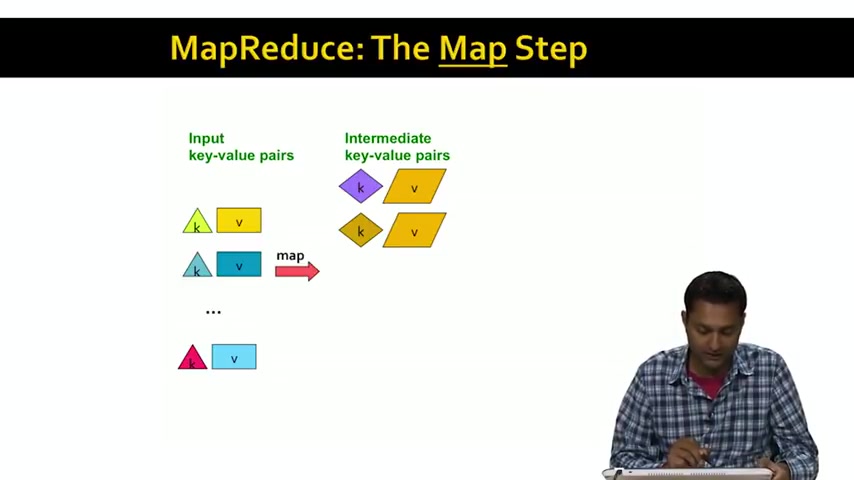 MapReduce: The Map Step
Input
key-value pairs
Intermediate
key-value pairs
k v
k v
k v
k v
map
...
k v